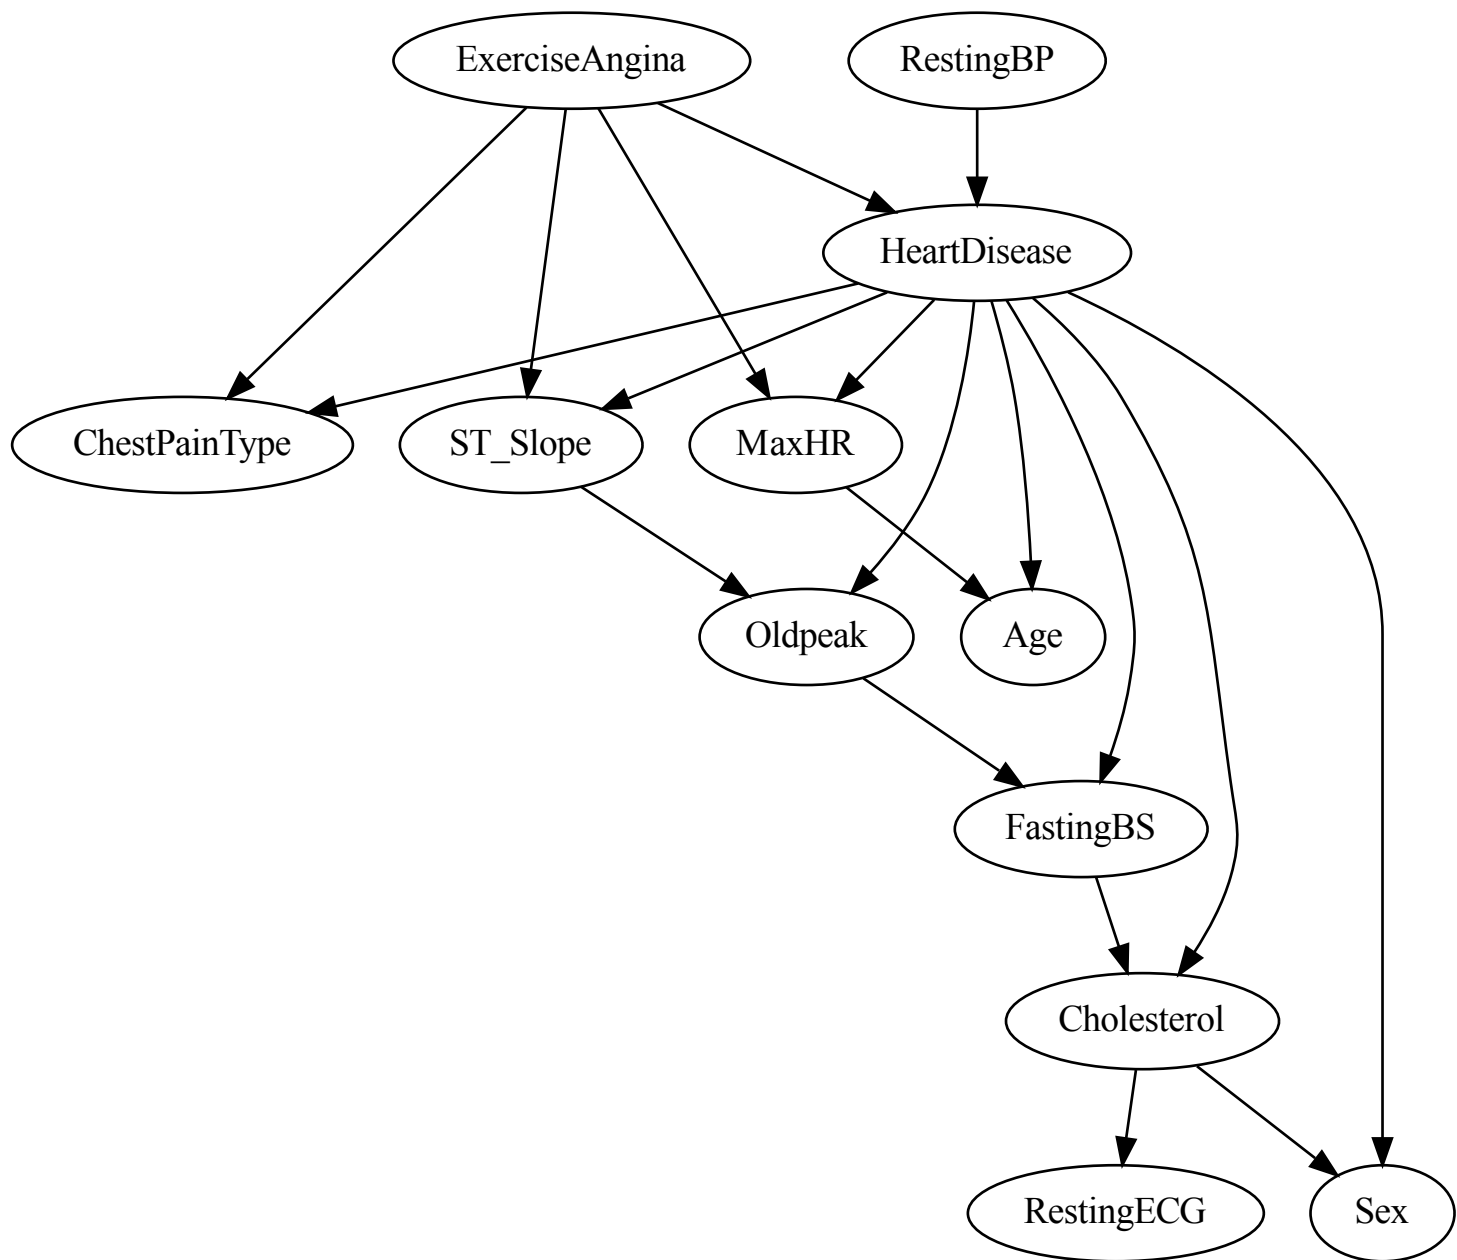 ExerciseAngina
RestingBP
HeartDisease
ChestPainType
ST_Slope
MaxHR
Oldpeak
Age
FastingBS
Cholesterol
RestingECG
Sex